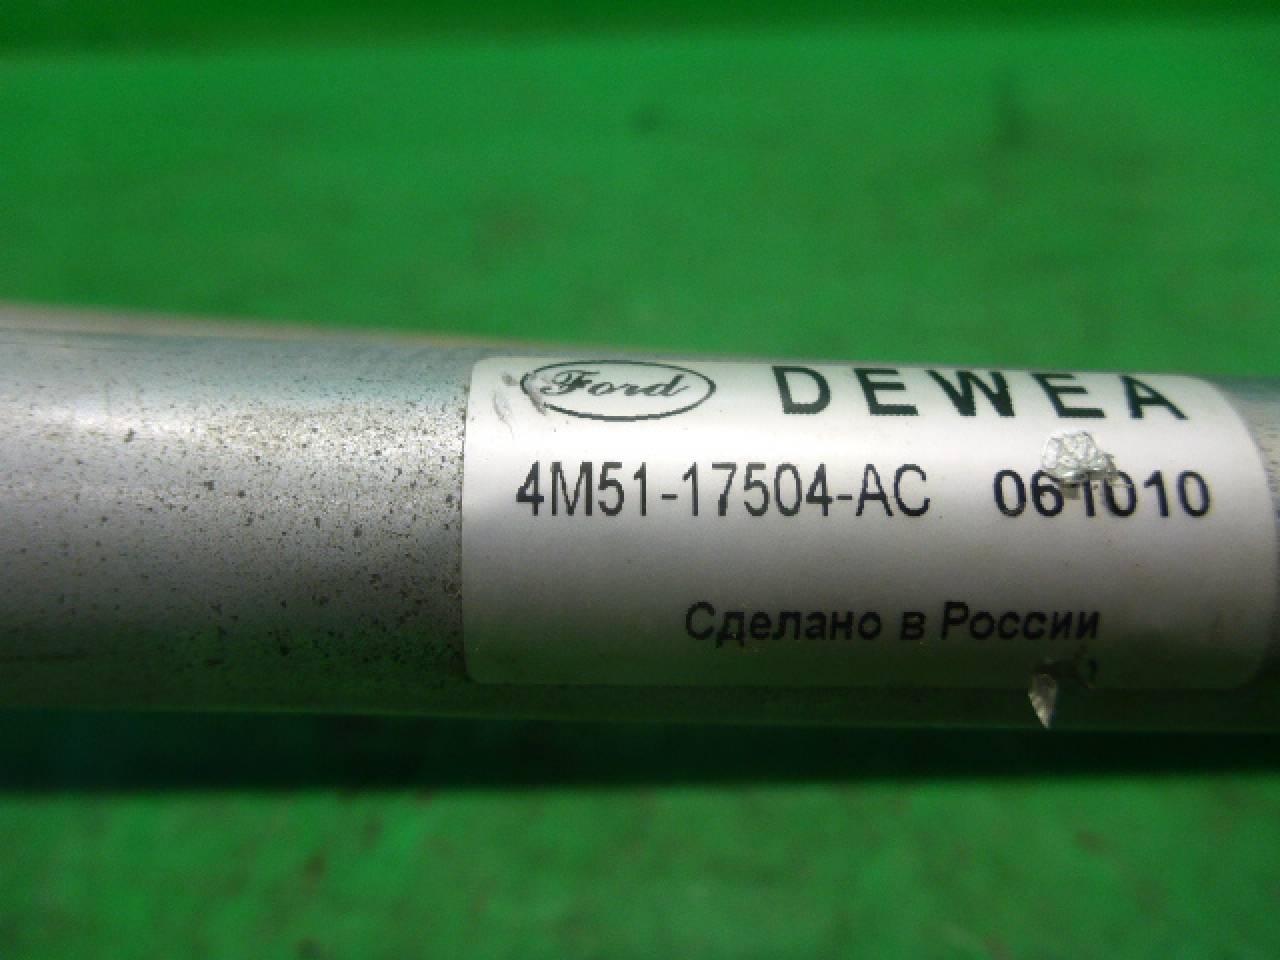 Ford DEWEA
4M51-17504-AC 061010
Сделано в России